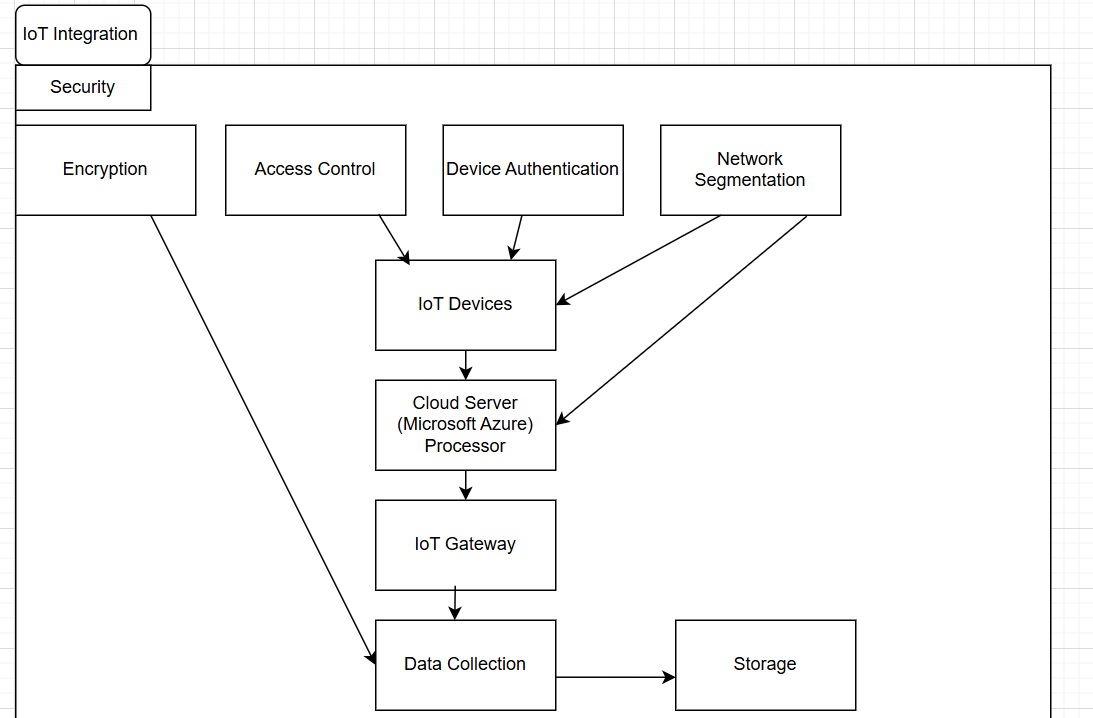 IoT Integration
Security
Encryption
Access Control
Device Authentication
Network
Segmentation
IoT Devices
Cloud Server
(Microsoft Azure)
Processor
IoT Gateway
Data Collection
Storage